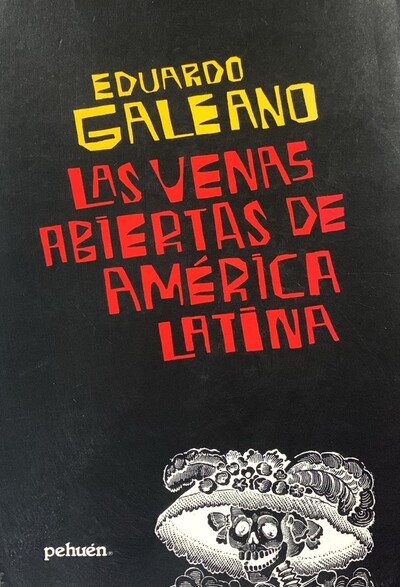 EDUARDO
GALEANO
LAS VENAS
ABIERTAS DE
AMÉRICA
LATINA
pehuén®